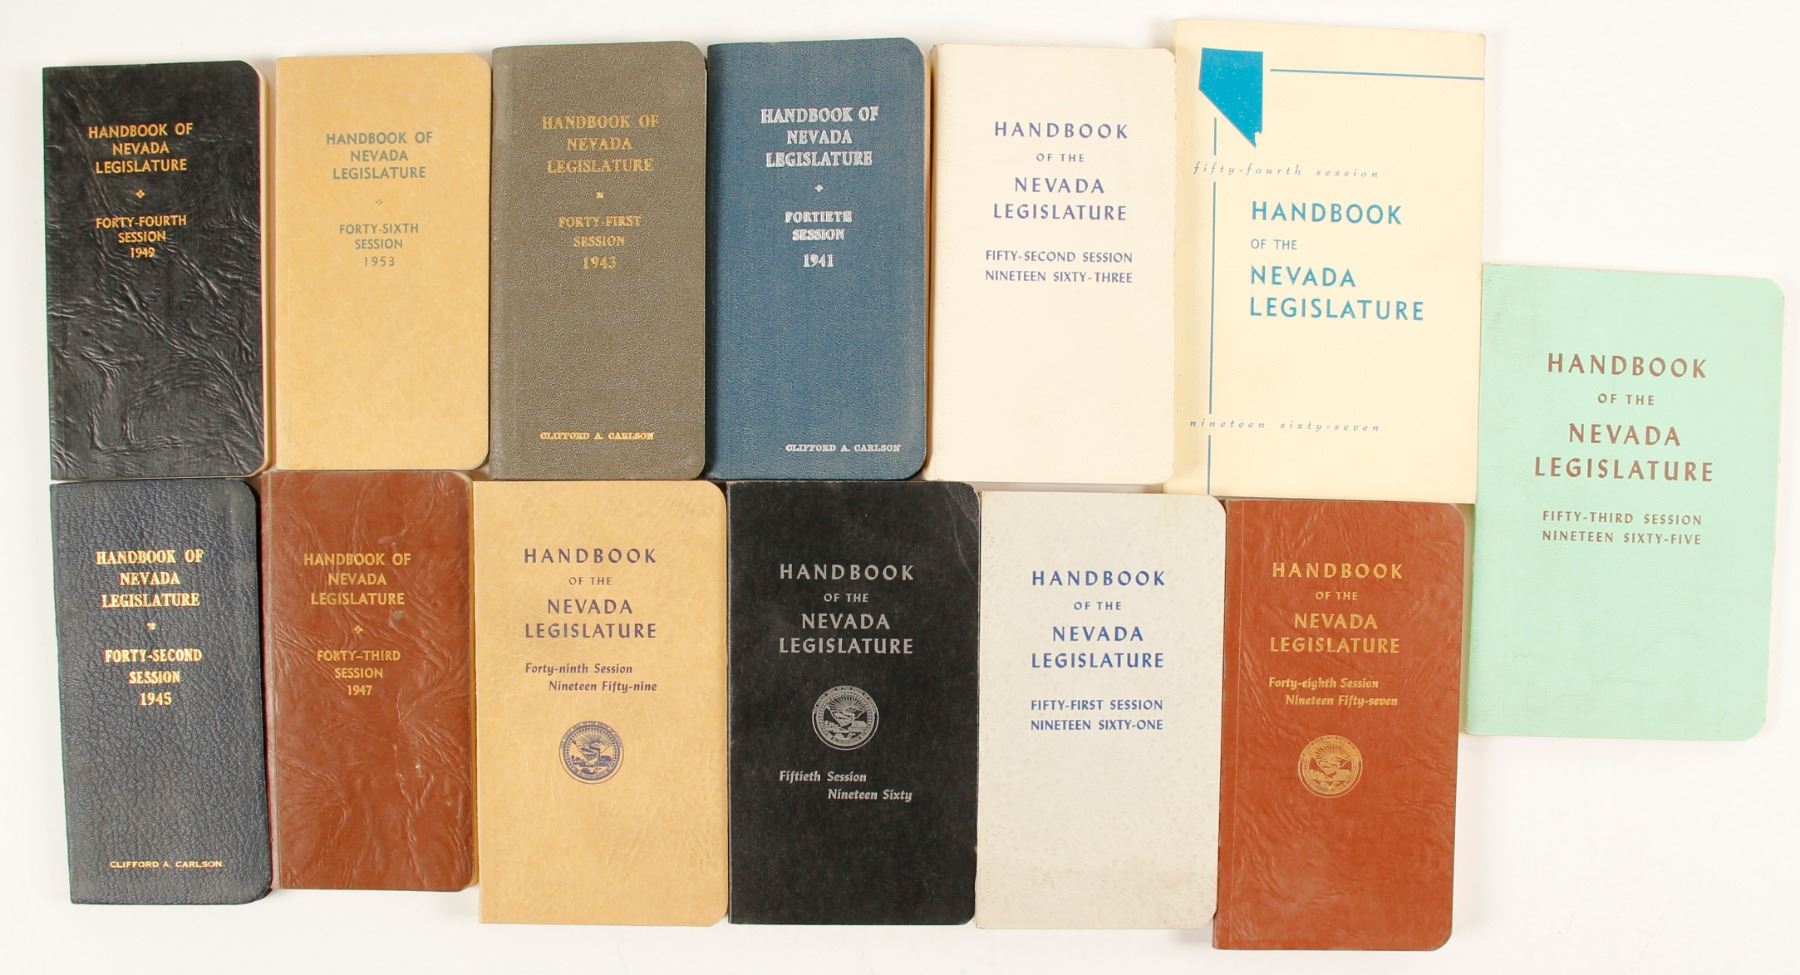 HANDBOOK OF
NEVADA
LEGISLATURE
FORTY-FOURTH
SESSION
1949
HANDBOOK OF
NEVADA
LEGISLATURE
FORTY-SIXTH
SESSION
1953
HANDBOOK OF
NEVADA
LEGISLATURE
FORTY-FIRST
SESSION
1943
CLIFFORD A. CARLSON
HANDBOOK OF
NEVADA
LEGISLATURE
FORTIETH
SESSION
1941
CLIFFORD A. CARLSON
HANDBOOK
OF THE
NEVADA
LEGISLATURE
FIFTY-SECOND SESSION
NINETEEN SIXTY-THREE
fifty-fourth session
HANDBOOK
OF THE
NEVADA
LEGISLATURE
nineteen sixty-seven
HANDBOOK
OF THE
NEVADA
LEGISLATURE
FIFTY-THIRD SESSION
NINETEEN SIXTY-FIVE
HANDBOOK OF
NEVADA
LEGISLATURE
FORTY-SECOND
SESSION
1945
CLIFFORD A. CARLSON
HANDBOOK OF
NEVADA
LEGISLATURE
FORTY-THIRD
SESSION
1947
HANDBOOK
OF THE
NEVADA
LEGISLATURE
Forty-ninth Session
Nineteen Fifty-nine
HANDBOOK
OF THE
NEVADA
LEGISLATURE
Fiftieth Session
Nineteen Sixty
HANDBOOK
OF THE
NEVADA
LEGISLATURE
FIFTY-FIRST SESSION
NINETEEN SIXTY-ONE
HANDBOOK
OF THE
NEVADA
LEGISLATURE
Forty-eighth Session
Nineteen Fifty-seven